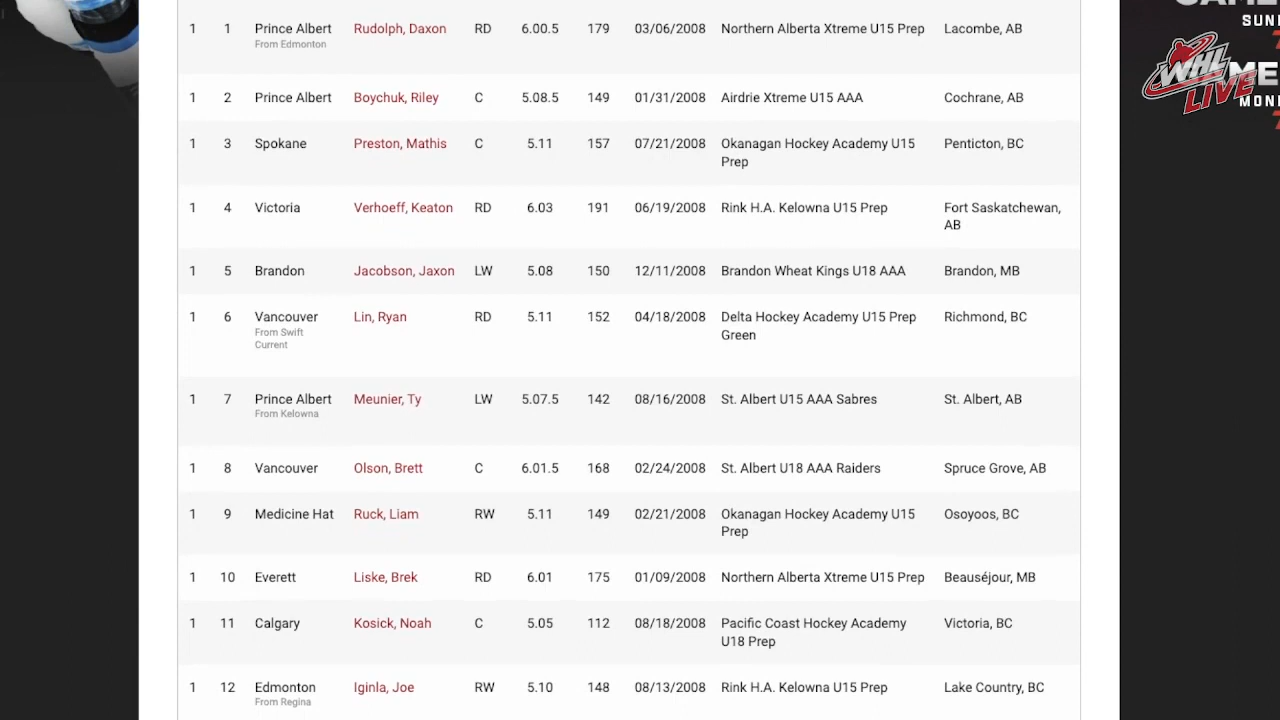 1 1 Prince Albert Rudolph, Daxon RD 6.00.5 179 03/06/2008 Northern Alberta Xtreme U15 Prep Lacombe, AB
From Edmonton
1 2 Prince Albert Boychuk, Riley C 5.08.5 149 01/31/2008 Airdrie Xtreme U15 AAA Cochrane, AB
1 3 Spokane Preston, Mathis C 5.11 157 07/21/2008 Okanagan Hockey Academy U15 Penticton, BC
Prep
1 4 Victoria Verhoeff, Keaton RD 6.03 191 06/19/2008 Rink H.A. Kelowna U15 Prep Fort Saskatchewan,
AB
1 5 Brandon Jacobson, Jaxon LW 5.08 150 12/11/2008 Brandon Wheat Kings U18 AAA Brandon, MB
1 6 Vancouver Lin, Ryan RD 5.11 152 04/18/2008 Delta Hockey Academy U15 Prep Richmond, BC
From Swift Green
Current
1 7 Prince Albert Meunier, Ty LW 5.07.5 142 08/16/2008 St. Albert U15 AAA Sabres St. Albert, AB
From Kelowna
1 8 Vancouver Olson, Brett C 6.01.5 168 02/24/2008 St. Albert U18 AAA Raiders Spruce Grove, AB
1 9 Medicine Hat Ruck, Liam RW 5.11 149 02/21/2008 Okanagan Hockey Academy U15 Osoyoos, BC
Prep
1 10 Everett Liske, Brek RD 6.01 175 01/09/2008 Northern Alberta Xtreme U15 Prep Beauséjour, MB
1 11 Calgary Kosick, Noah C 5.05 112 08/18/2008 Pacific Coast Hockey Academy Victoria, BC
U18 Prep
1 12 Edmonton Iginla, Joe RW 5.10 148 08/13/2008 Rink H.A. Kelowna U15 Prep Lake Country, BC
From Regina
SUN
WHL
LIVE
MON